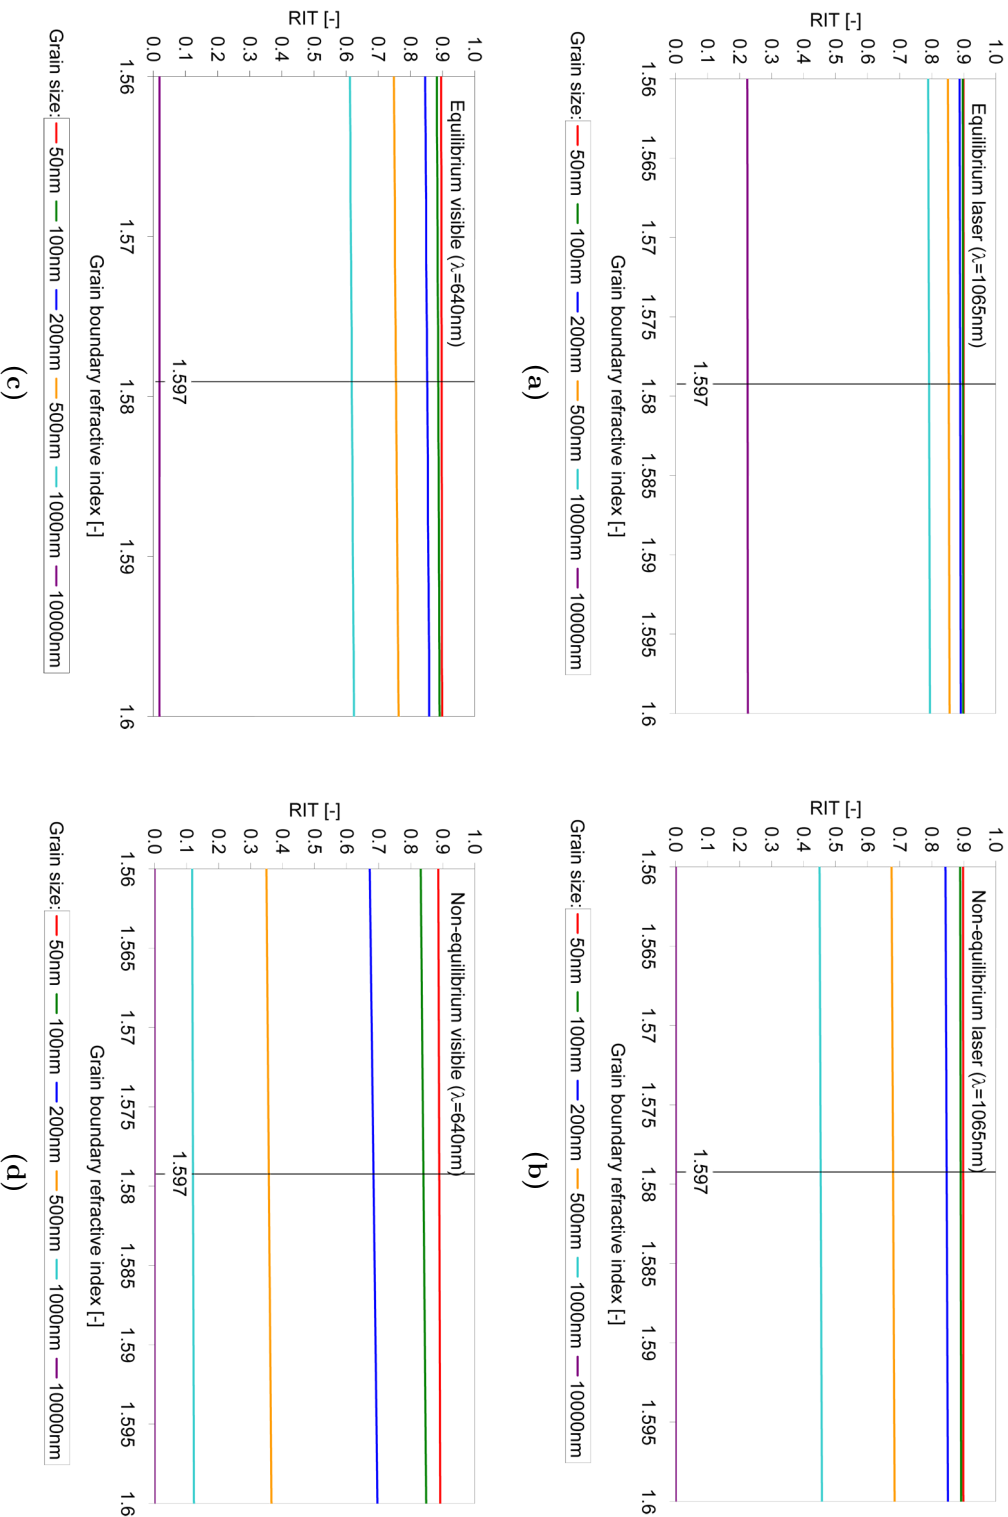 Equilibrium laser (λ=1065nm)
RIT [-]
1.0
0.9
0.8
0.7
0.6
0.5
0.4
0.3
0.2
0.1
0.0
1.597
1.56 1.565 1.57 1.575 1.58 1.585 1.59 1.595 1.6
Grain boundary refractive index [-]
Grain size: 50nm 100nm 200nm 500nm 1000nm 10000nm
(a)
Non-equilibrium laser (λ=1065nm)
RIT [-]
1.0
0.9
0.8
0.7
0.6
0.5
0.4
0.3
0.2
0.1
0.0
1.597
1.56 1.565 1.57 1.575 1.58 1.585 1.59 1.595 1.6
Grain boundary refractive index [-]
Grain size: 50nm 100nm 200nm 500nm 1000nm 10000nm
(b)
Equilibrium visible (λ=640nm)
RIT [-]
1.0
0.9
0.8
0.7
0.6
0.5
0.4
0.3
0.2
0.1
0.0
1.597
1.56 1.57 1.58 1.59 1.6
Grain boundary refractive index [-]
Grain size: 50nm 100nm 200nm 500nm 1000nm 10000nm
(c)
Non-equilibrium visible (λ=640nm)
RIT [-]
1.0
0.9
0.8
0.7
0.6
0.5
0.4
0.3
0.2
0.1
0.0
1.597
1.56 1.565 1.57 1.575 1.58 1.585 1.59 1.595 1.6
Grain boundary refractive index [-]
Grain size: 50nm 100nm 200nm 500nm 1000nm 10000nm
(d)